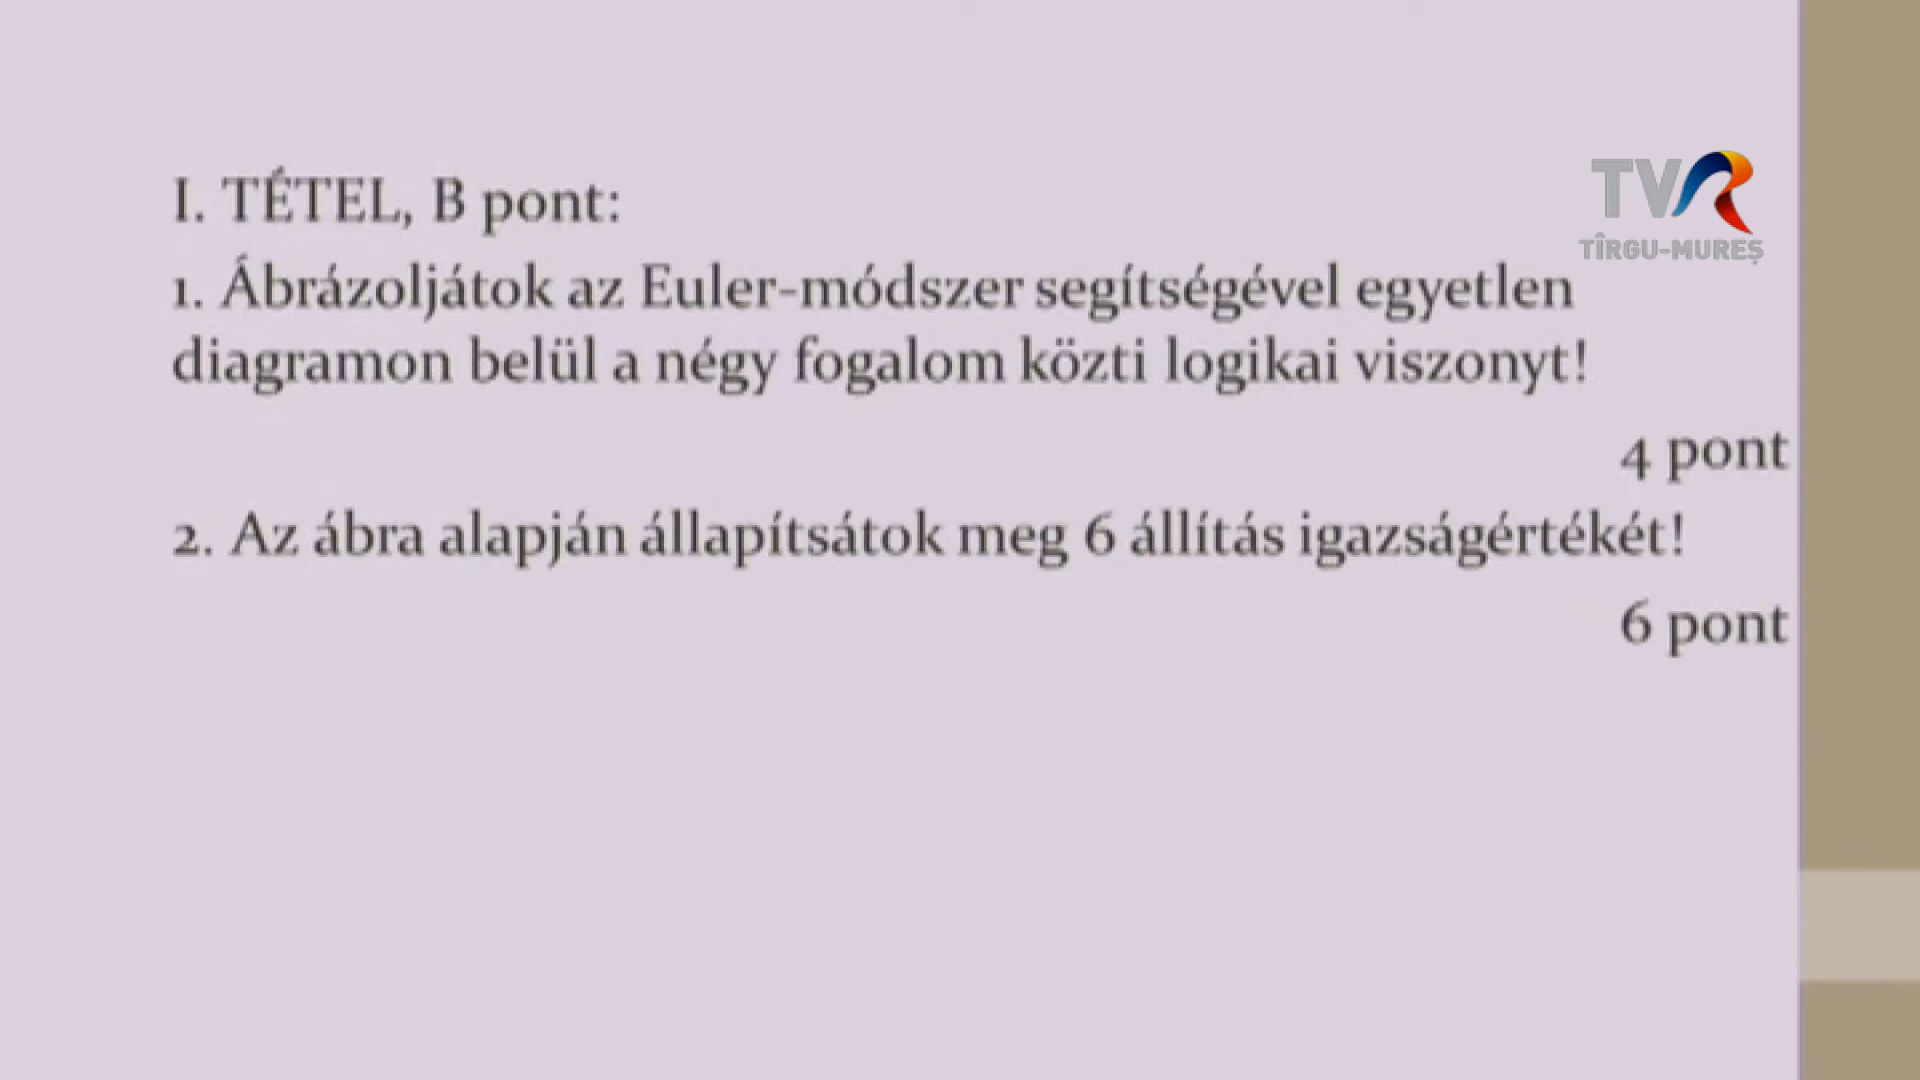 I. TÉTEL, B pont:
TVR
TÎRGU-MUREȘ
1. Ábrázoljátok az Euler-módszer segítségével egyetlen
diagramon belül a négy fogalom közti logikai viszonyt!
4 pont
2. Az ábra alapján állapítsátok meg 6 állítás igazságértékét!
6 pont